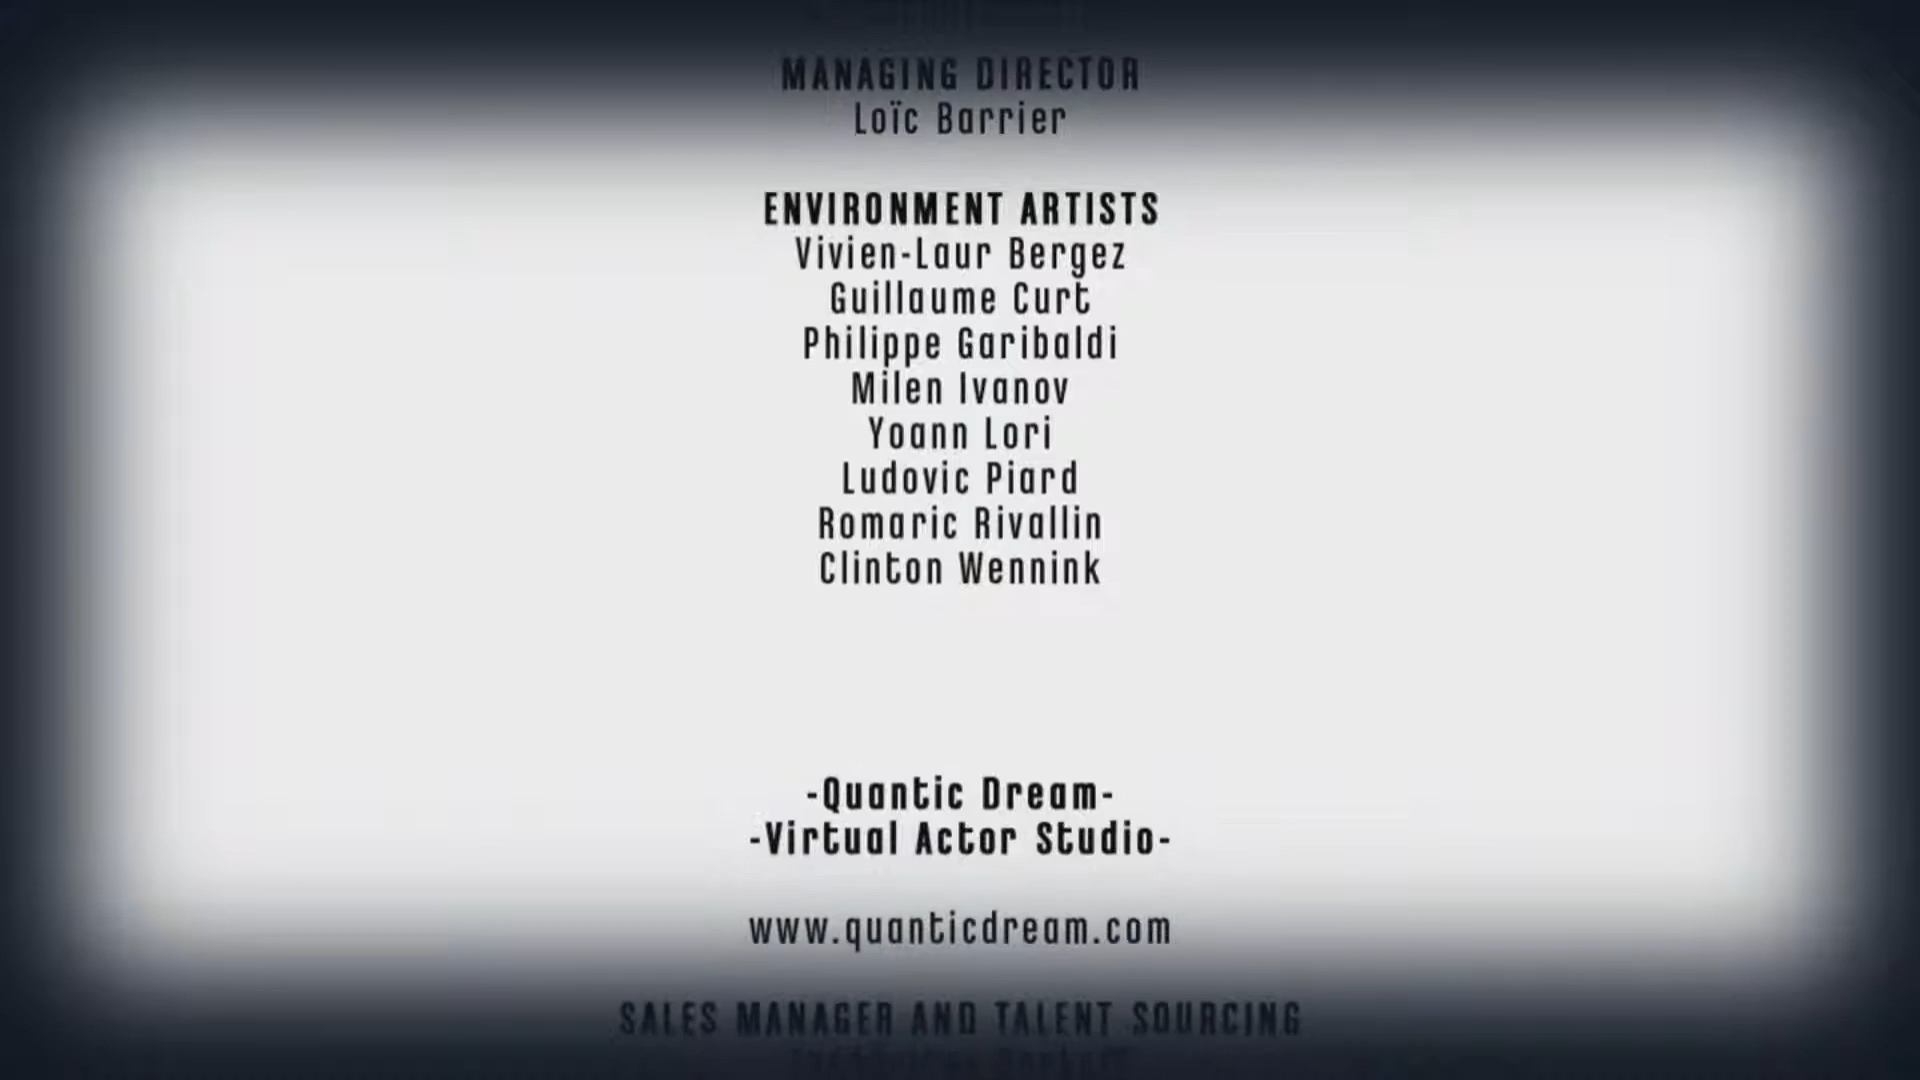 MANAGING DIRECTOR
Loïc Barrier
ENVIRONMENT ARTISTS
Vivien-Laur Bergez
Guillaume Curt
Philippe Garibaldi
Milen Ivanov
Yoann Lori
Ludovic Piard
Romaric Rivallin
Clinton Wennink
-Quantic Dream-
-Virtual Actor Studio-
www.quanticdream.com
SALES MANAGER AND TALENT SOURCING